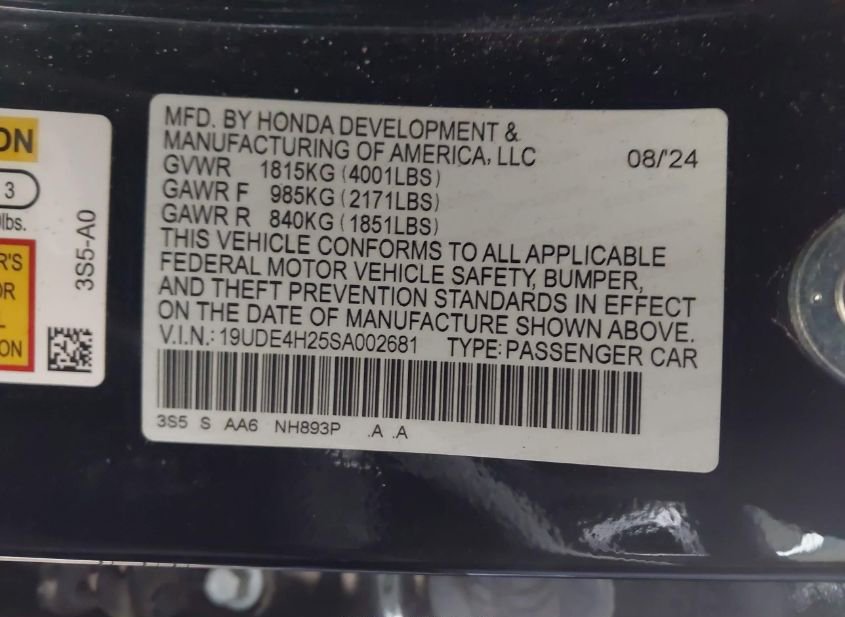 MFD. BY HONDA DEVELOPMENT &
MANUFACTURING OF AMERICA, LLC 08/'24
GVWR 1815KG (4001LBS)
GAWR F 985KG (2171LBS)
GAWR R 840KG (1851LBS)
THIS VEHICLE CONFORMS TO ALL APPLICABLE
FEDERAL MOTOR VEHICLE SAFETY, BUMPER,
AND THEFT PREVENTION STANDARDS IN EFFECT
ON THE DATE OF MANUFACTURE SHOWN ABOVE.
V.I.N.: 19UDE4H25SA002681 TYPE: PASSENGER CAR
3S5 S AA6 NH893P .A .A
ON
3
lbs.
R'S
OR
L
ON
3S5-A0